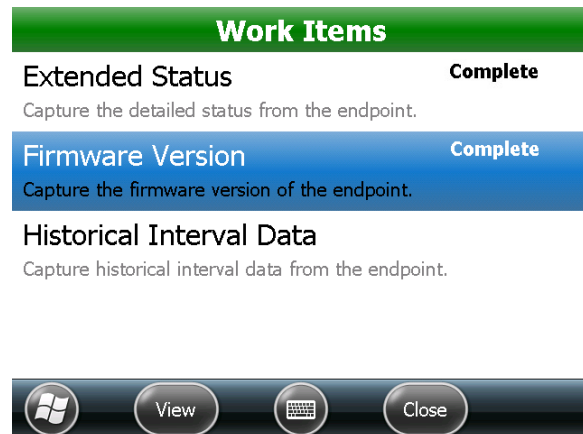 Work Items
Extended Status Complete
Capture the detailed status from the endpoint.
Firmware Version Complete
Capture the firmware version of the endpoint.
Historical Interval Data
Capture historical interval data from the endpoint.
View Close